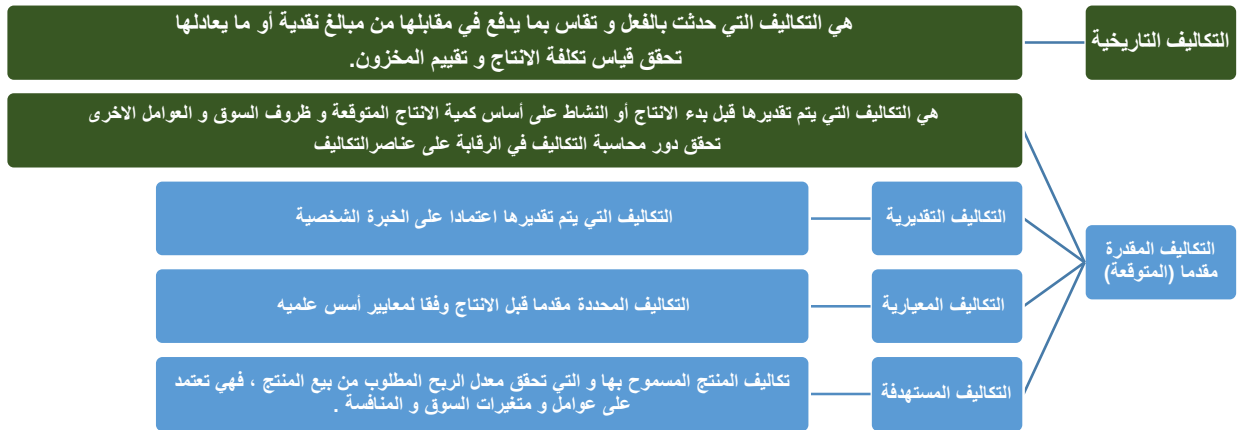 التكاليف التاريخية
هي التكاليف التي حدثت بالفعل و تقاس بما يدفع في مقابلها من مبالغ نقدية أو ما يعادلها
تحقق قياس تكلفة الانتاج و تقييم المخزون.
التكاليف المقدرة
مقدما (المتوقعة)
هي التكاليف التي يتم تقديرها قبل بدء الانتاج أو النشاط على أساس كمية الانتاج المتوقعة و ظروف السوق و العوامل الاخرى
تحقق دور محاسبة التكاليف في الرقابة على عناصرالتكاليف
التكاليف التقديرية
التكاليف التي يتم تقديرها اعتمادا على الخبرة الشخصية
التكاليف المعيارية
التكاليف المحددة مقدما قبل الانتاج وفقا لمعايير أسس علميه
التكاليف المستهدفة
تكاليف المنتج المسموح بها و التي تحقق معدل الربح المطلوب من بيع المنتج ، فهي تعتمد
على عوامل و متغيرات السوق و المنافسة .